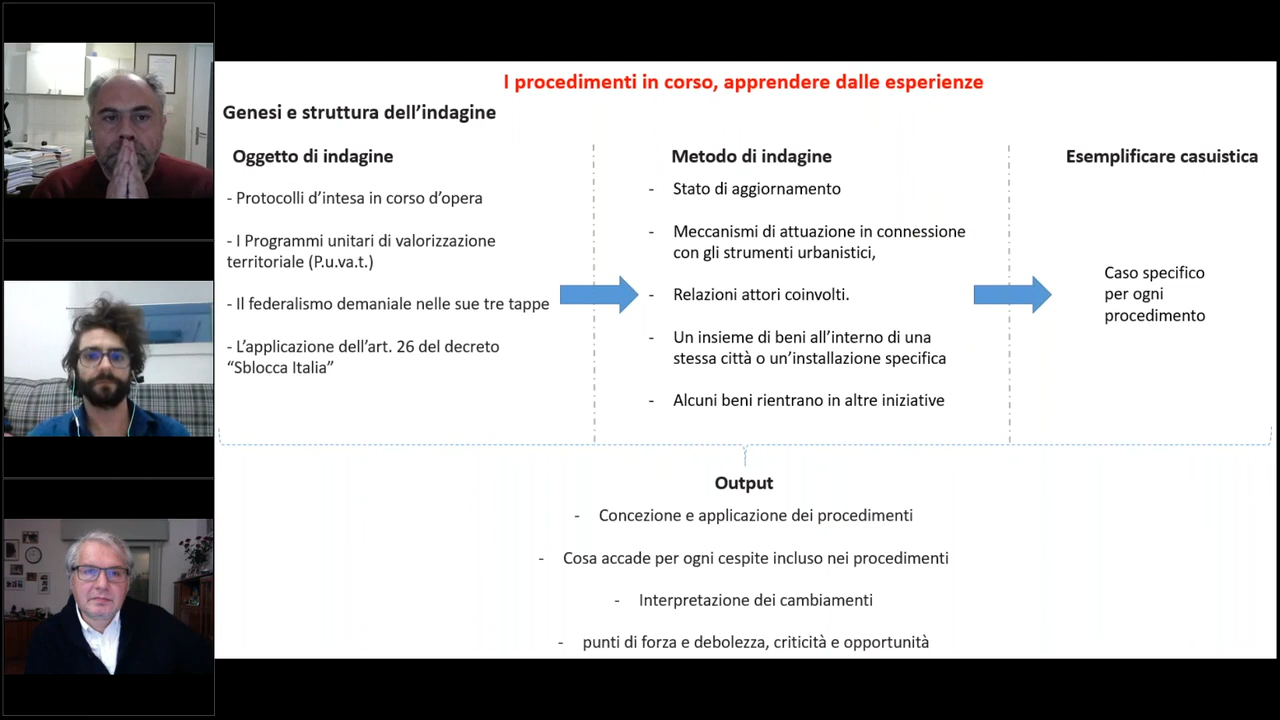 I procedimenti in corso, apprendere dalle esperienze
Genesi e struttura dell’indagine
Oggetto di indagine
- Protocolli d’intesa in corso d’opera
- I Programmi unitari di valorizzazione
territoriale (P.u.va.t.)
- Il federalismo demaniale nelle sue tre tappe
- L’applicazione dell’art. 26 del decreto
“Sblocca Italia”
Metodo di indagine
- Stato di aggiornamento
- Meccanismi di attuazione in connessione
con gli strumenti urbanistici,
- Relazioni attori coinvolti.
- Un insieme di beni all’interno di una
stessa città o un’installazione specifica
- Alcuni beni rientrano in altre iniziative
Esemplificare casuistica
Caso specifico
per ogni
procedimento
Output
- Concezione e applicazione dei procedimenti
- Cosa accade per ogni cespite incluso nei procedimenti
- Interpretazione dei cambiamenti
- punti di forza e debolezza, criticità e opportunità